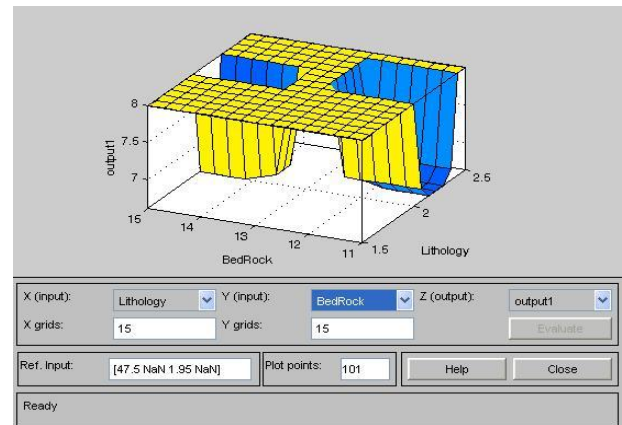 8
7.5
7
output1
15
14
13
12
11
BedRock
1.5
2
2.5
Lithology
X (input): Lithology Y (input): BedRock Z (output): output1
X grids: 15 Y grids: 15 Evaluate
Ref. Input: [47.5 NaN 1.95 NaN] Plot points: 101 Help Close
Ready